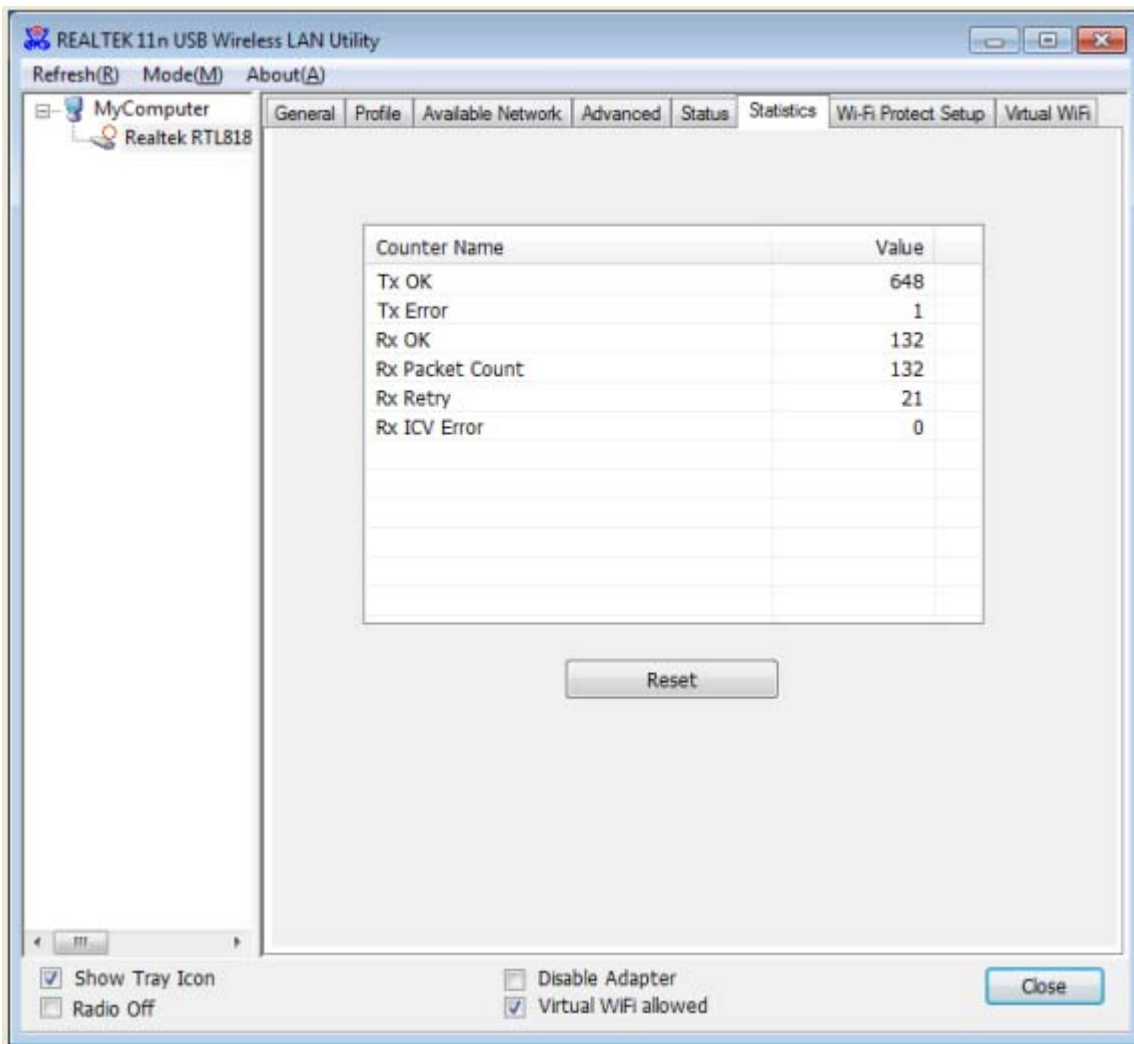 REALTEK 11n USB Wireless LAN Utility
Refresh(R) Mode(M) About(A)
MyComputer
Realtek RTL818
General Profile Available Network Advanced Status Statistics Wi-Fi Protect Setup Virtual WiFi
Counter Name Value
Tx OK 648
Tx Error 1
Rx OK 132
Rx Packet Count 132
Rx Retry 21
Rx ICV Error 0
Reset
Show Tray Icon
Radio Off
Disable Adapter
Virtual WiFi allowed
Close